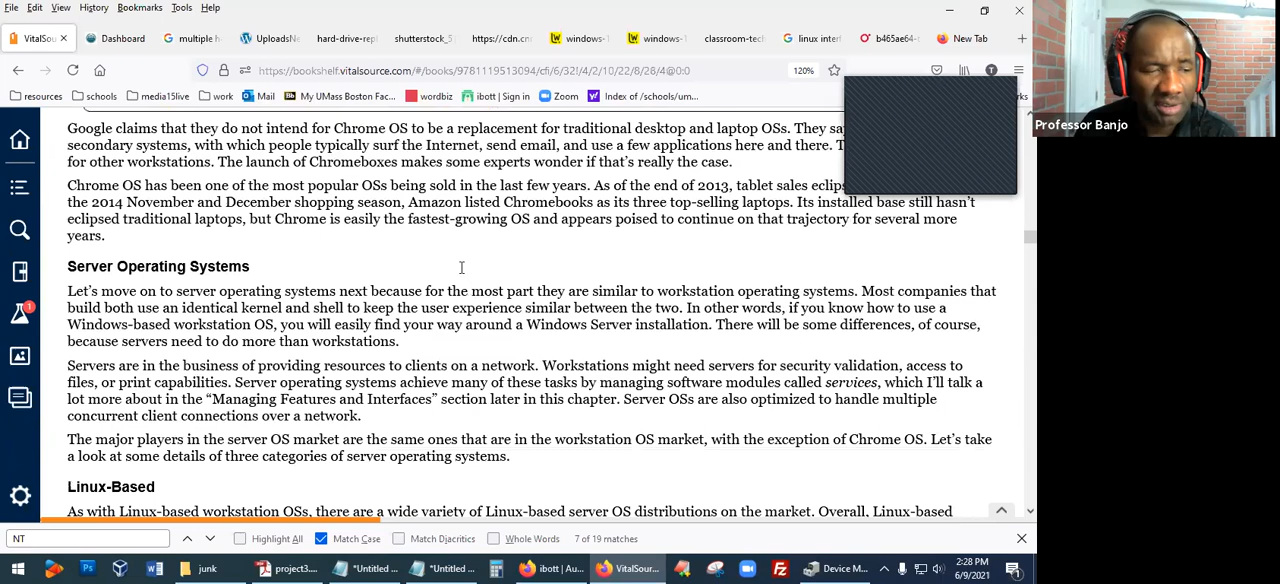 File Edit View History Bookmarks Tools Help
VitalSour Dashboard multiple h UploadsNe hard-drive-repl shutterstock_5 https://cdn.cn windows-1 windows-1 classroom-tech linux interf b465ae64- New Tab
https://bookshelf.vitalsource.com/#/books/9781119513094/cfi/6/32!/4/2/10/22/8/28/4@0:0 120%
resources schools media15live work Mail My UMass Boston Fac... wordbiz ibott | Sign in Zoom Index of /schools/um... rks
Professor Banjo
Google claims that they do not intend for Chrome OS to be a replacement for traditional desktop and laptop OSs. They say
secondary systems, with which people typically surf the Internet, send email, and use a few applications here and there. T
for other workstations. The launch of Chromeboxes makes some experts wonder if that's really the case.
Chrome OS has been one of the most popular OSs being sold in the last few years. As of the end of 2013, tablet sales eclips
the 2014 November and December shopping season, Amazon listed Chromebooks as its three top-selling laptops. Its installed base still hasn't
eclipsed traditional laptops, but Chrome is easily the fastest-growing OS and appears poised to continue on that trajectory for several more
years.
Server Operating Systems
Let's move on to server operating systems next because for the most part they are similar to workstation operating systems. Most companies that
build both use an identical kernel and shell to keep the user experience similar between the two. In other words, if you know how to use a
Windows-based workstation OS, you will easily find your way around a Windows Server installation. There will be some differences, of course,
because servers need to do more than workstations.
Servers are in the business of providing resources to clients on a network. Workstations might need servers for security validation, access to
files, or print capabilities. Server operating systems achieve many of these tasks by managing software modules called services, which I'll talk a
lot more about in the "Managing Features and Interfaces" section later in this chapter. Server OSs are also optimized to handle multiple
concurrent client connections over a network.
The major players in the server OS market are the same ones that are in the workstation OS market, with the exception of Chrome OS. Let's take
a look at some details of three categories of server operating systems.
Linux-Based
As with Linux-based workstation OSs, there are a wide variety of Linux-based server OS distributions on the market. Overall, Linux-based
NT Highlight All Match Case Match Diacritics Whole Words 7 of 19 matches
junk project3.... *Untitled ... *Untitled ... ibott | Au... VitalSour... Device M... 2:28 PM
6/9/2021